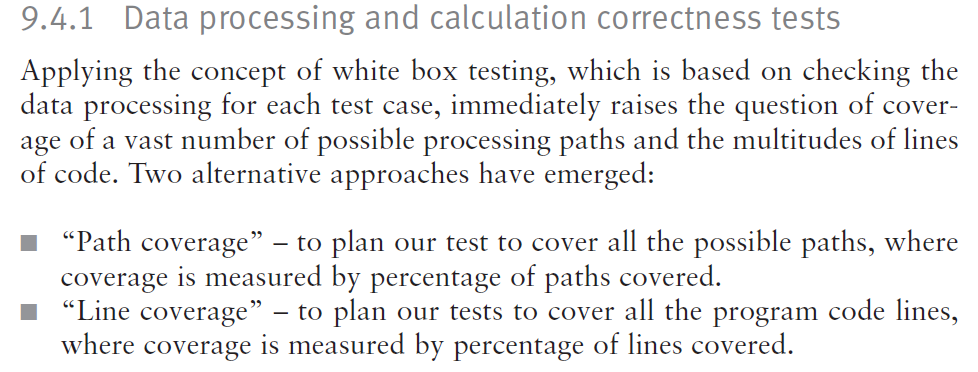 9.4.1 Data processing and calculation correctness tests
Applying the concept of white box testing, which is based on checking the
data processing for each test case, immediately raises the question of cover-
age of a vast number of possible processing paths and the multitudes of lines
of code. Two alternative approaches have emerged:
■ “Path coverage” – to plan our test to cover all the possible paths, where
coverage is measured by percentage of paths covered.
■ “Line coverage” – to plan our tests to cover all the program code lines,
where coverage is measured by percentage of lines covered.